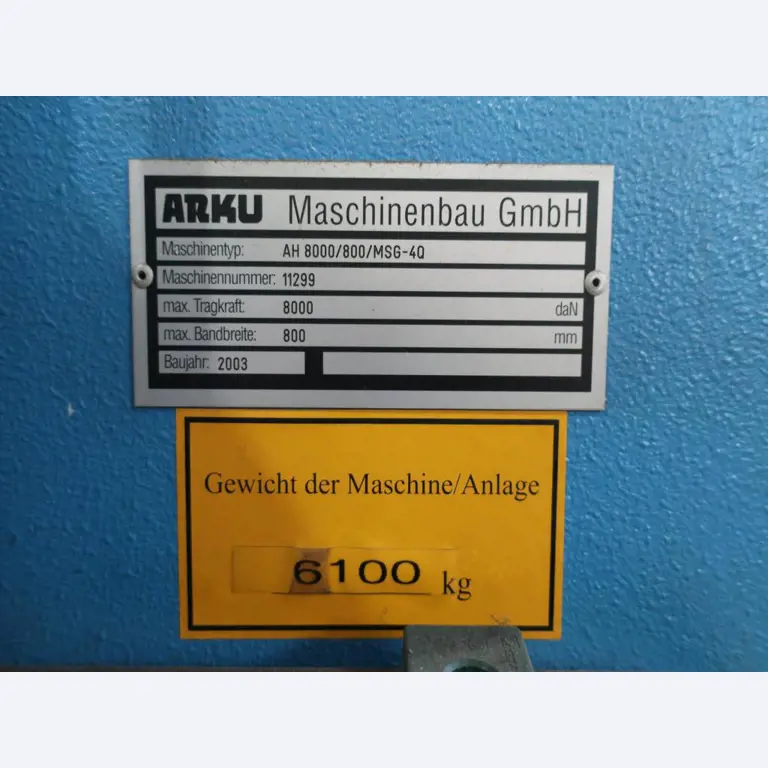 ARKU Maschinenbau GmbH
Maschinentyp: AH 8000/800/MSG-4Q
Maschinennummer: 11299
max. Tragkraft: 8000 daN
max. Bandbreite: 800 mm
Baujahr: 2003
Gewicht der Maschine/Anlage
6100 kg